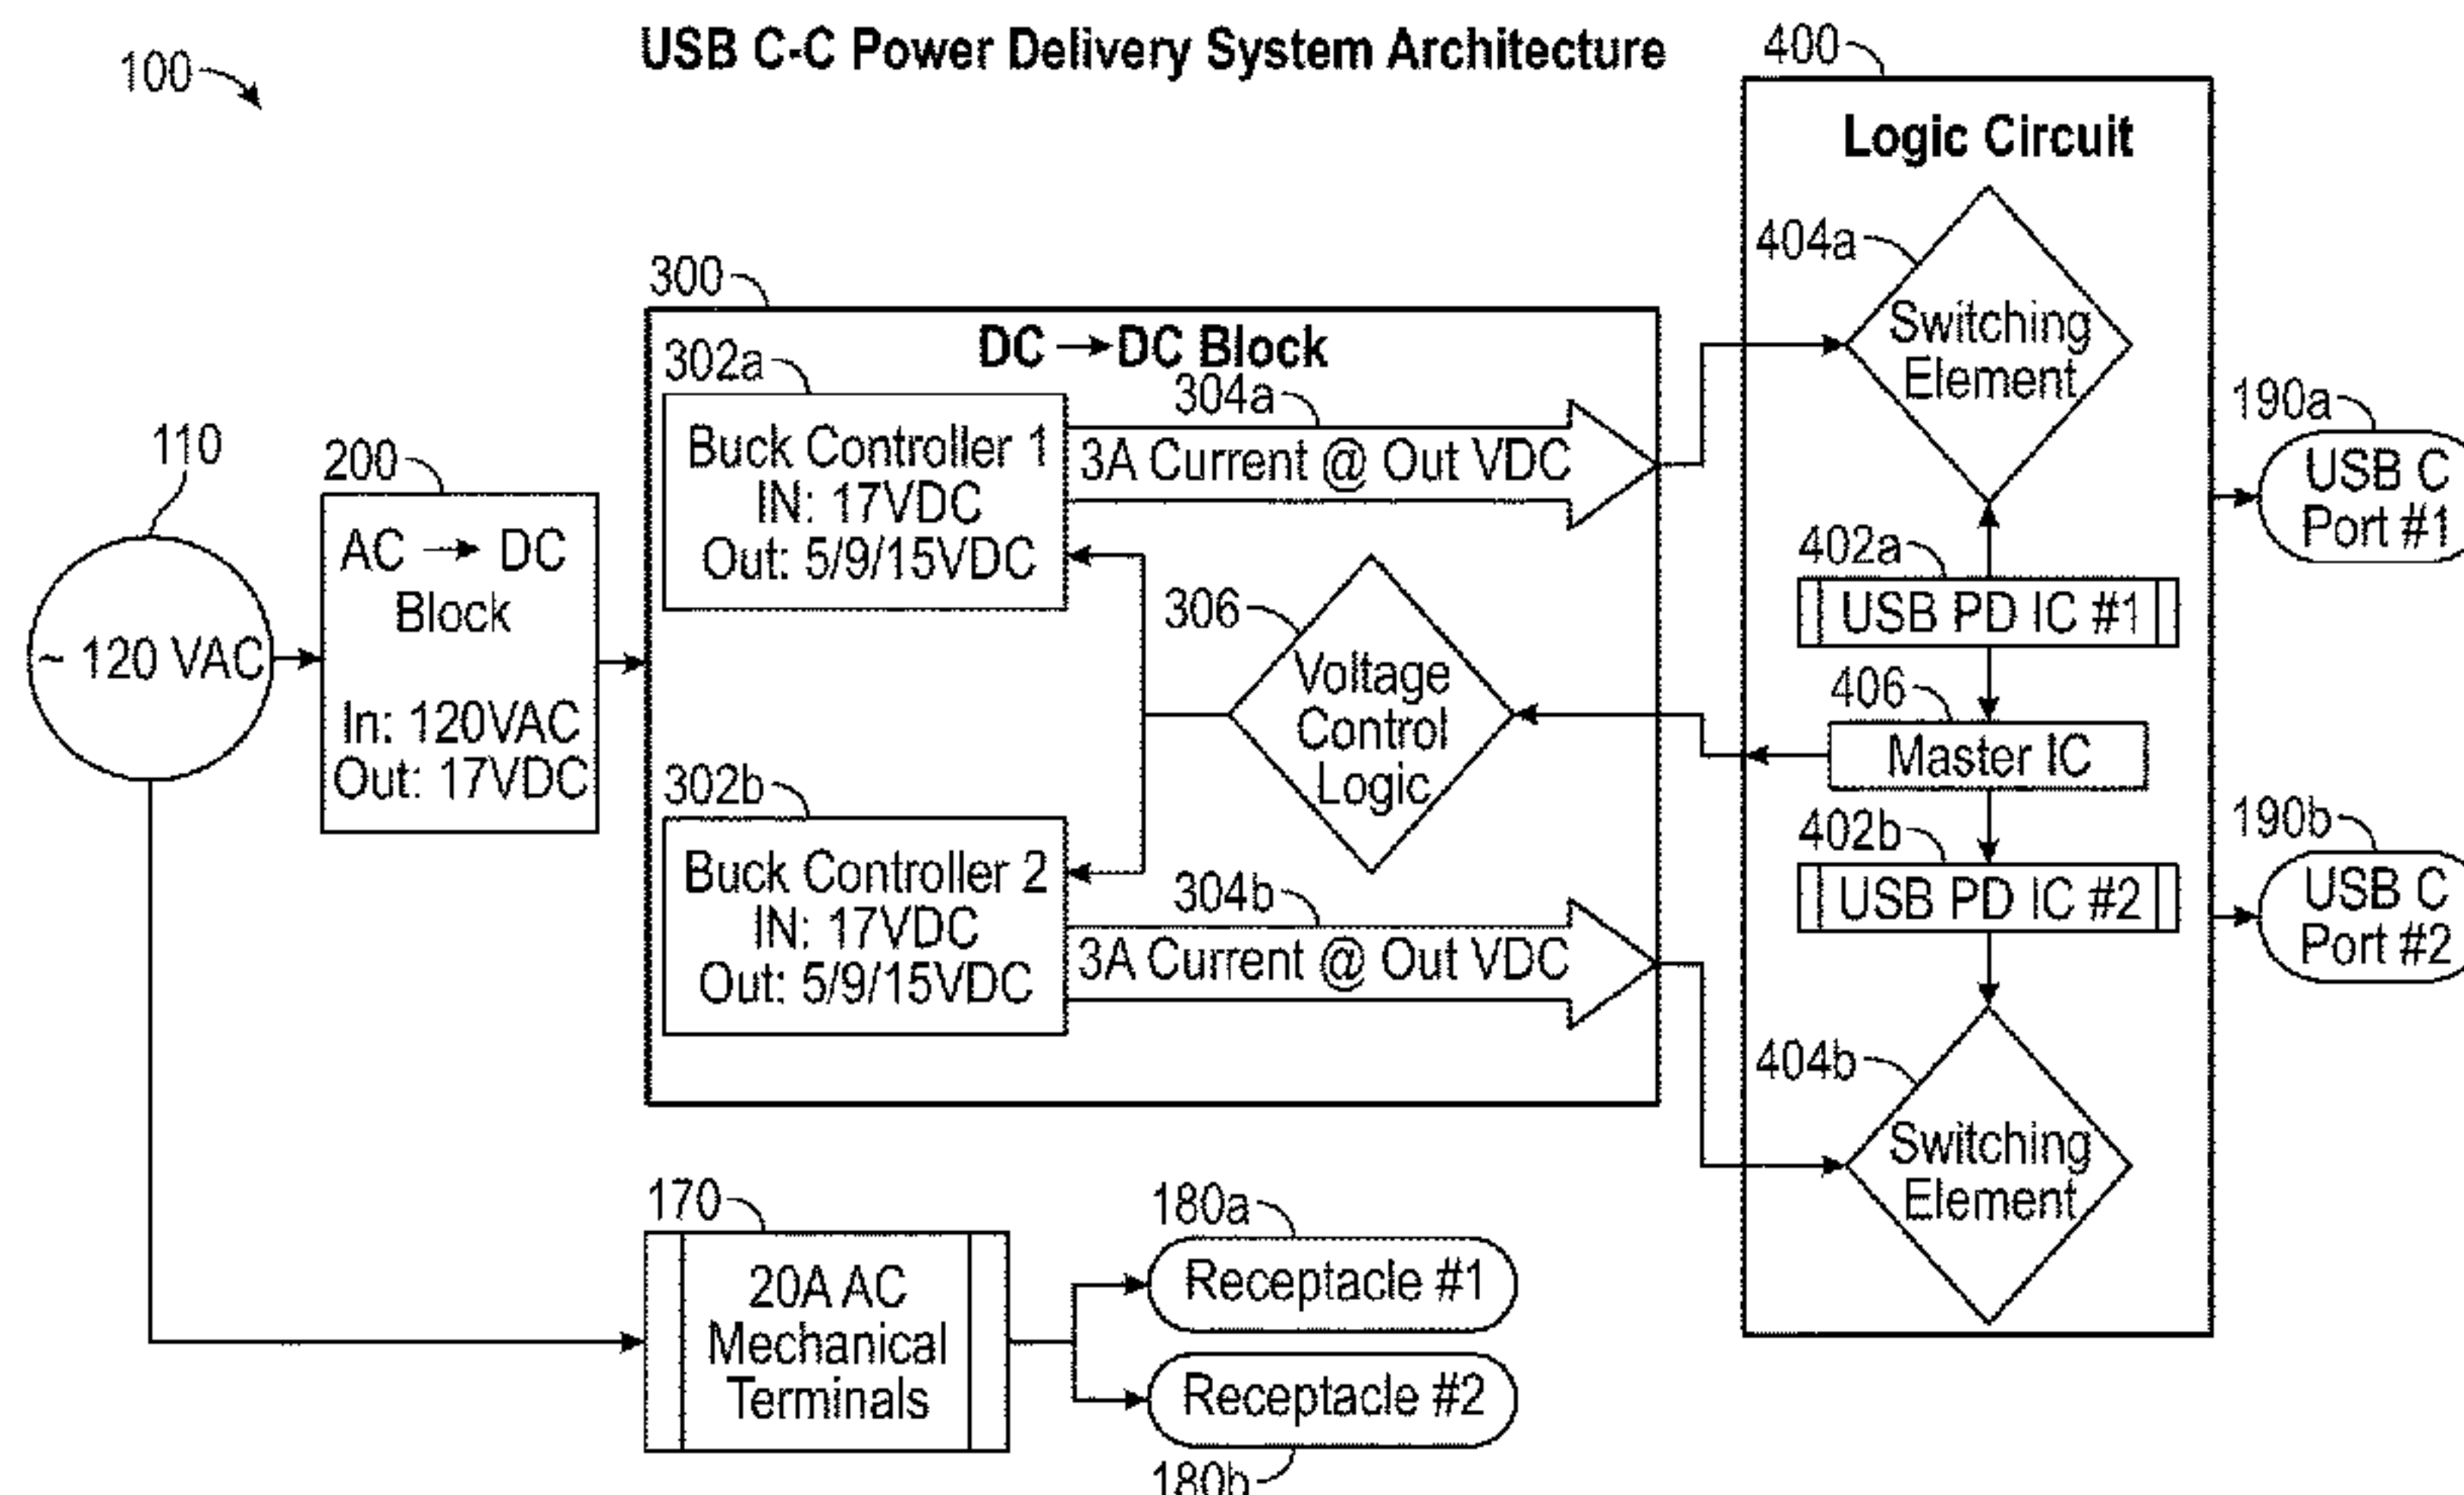 USB C-C Power Delivery System Architecture
100
400
Logic Circuit
404a
Switching
Element
300
DC → DC Block
302a
304a
Buck Controller 1
IN: 17VDC
Out: 5/9/15VDC
3A Current @ Out VDC
190a
USB C
Port #1
110
~ 120 VAC
200
AC → DC
Block
In: 120VAC
Out: 17VDC
402a
USB PD IC #1
306
Voltage
Control
Logic
406
Master IC
302b
Buck Controller 2
IN: 17VDC
Out: 5/9/15VDC
304b
3A Current @ Out VDC
402b
USB PD IC #2
190b
USB C
Port #2
404b
Switching
Element
170
20A AC
Mechanical
Terminals
180a
Receptacle #1
Receptacle #2
180b